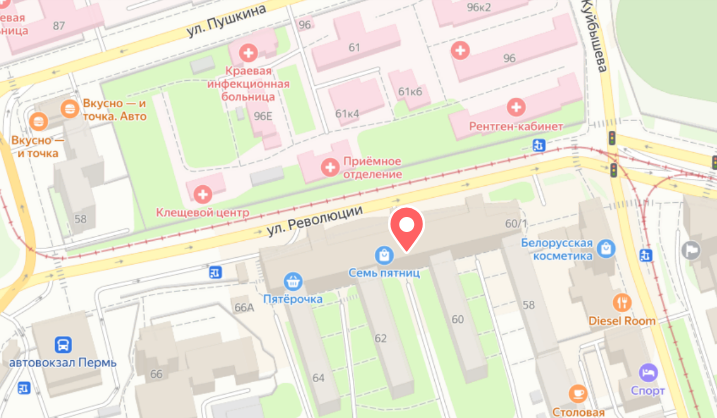 ул. Пушкина
96к2
Куйбышева
евая
ница
87
61
96
Краевая
инфекционная
больница
61к4
61к6
Вкусно — и
точка. Авто
96Е
Рентген-кабинет
Вкусно —
и точка
Приёмное
отделение
58
Клещевой центр
ул. Революции
60/1
Белорусская
косметика
Семь пятниц
Пятёрочка
66А
58
60
Diesel Room
62
автовокзал Пермь
66
64
Спорт
Столовая